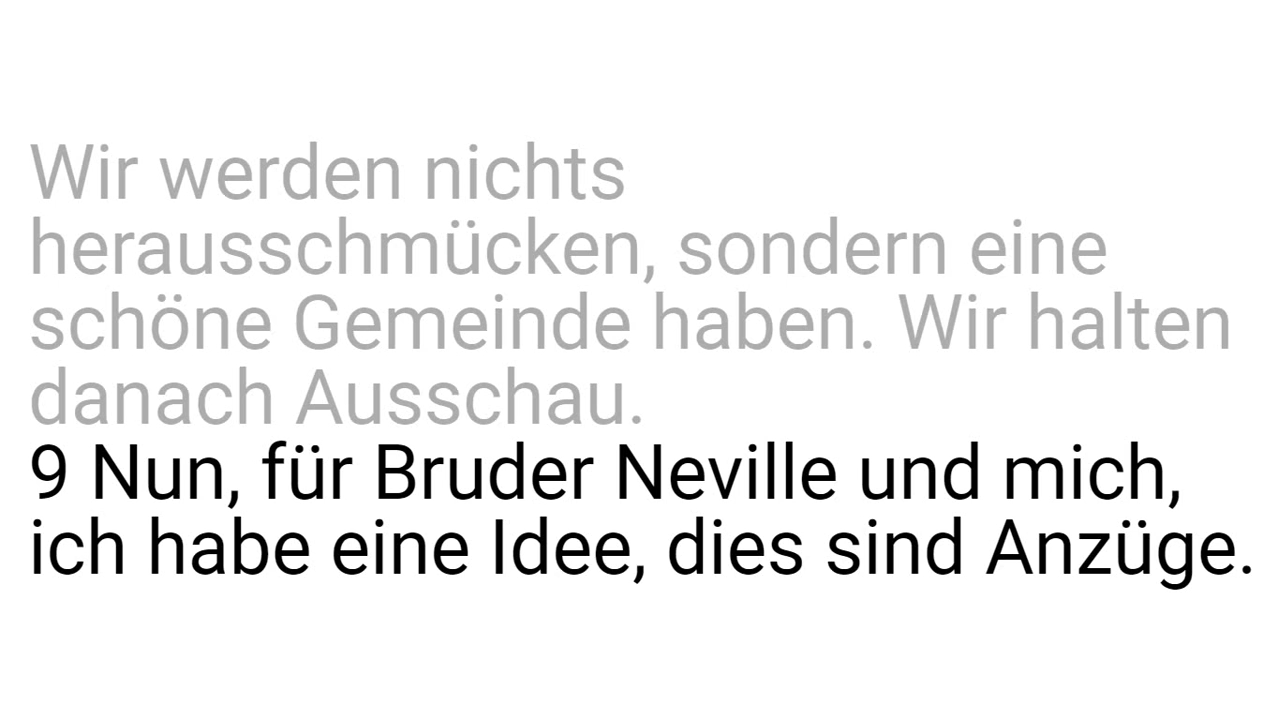 Wir werden nichts
herausschmücken, sondern eine
schöne Gemeinde haben. Wir halten
danach Ausschau.
9 Nun, für Bruder Neville und mich,
ich habe eine Idee, dies sind Anzüge.